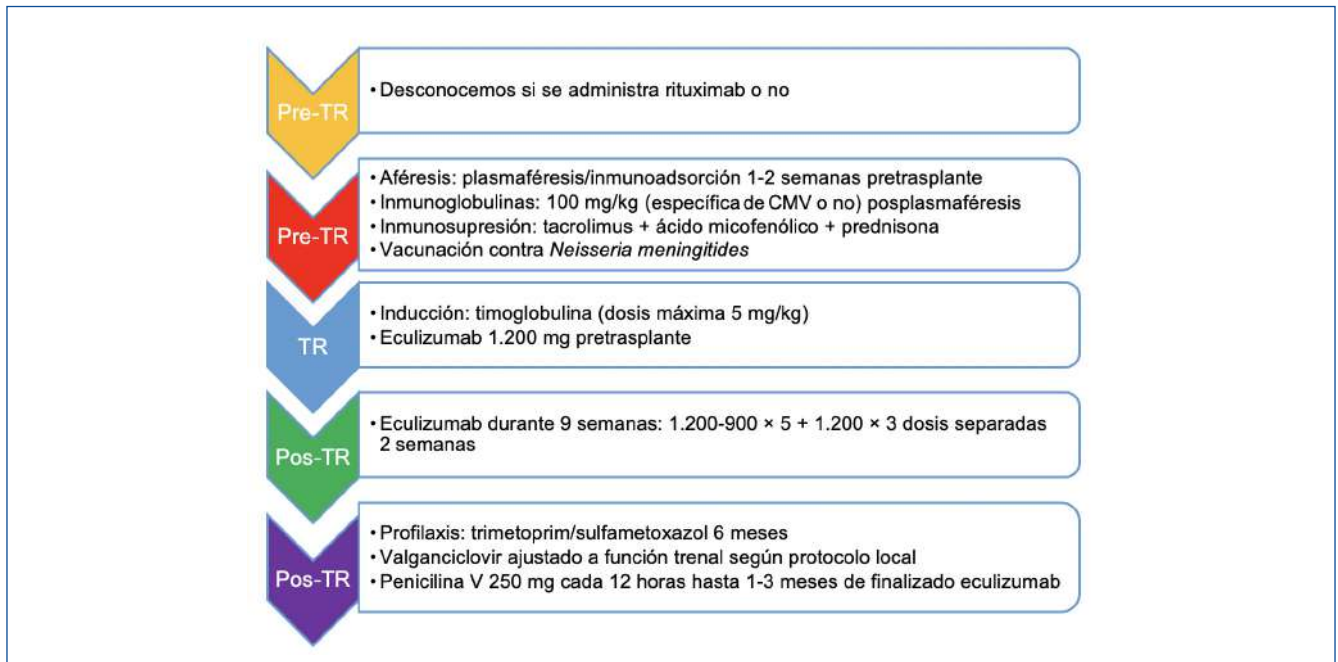 Pre-TR
• Desconocemos si se administra rituximab o no
Pre-TR
• Aféresis: plasmaféresis/inmunoadsorción 1-2 semanas pretrasplante
• Inmunoglobulinas: 100 mg/kg (específica de CMV o no) posplasmaféresis
• Inmunosupresión: tacrolimus + ácido micofenólico + prednisona
• Vacunación contra Neisseria meningitides
TR
• Inducción: timoglobulina (dosis máxima 5 mg/kg)
• Eculizumab 1.200 mg pretrasplante
Pos-TR
• Eculizumab durante 9 semanas: 1.200-900 × 5 + 1.200 × 3 dosis separadas
2 semanas
Pos-TR
• Profilaxis: trimetoprim/sulfametoxazol 6 meses
• Valganciclovir ajustado a función trenal según protocolo local
• Penicilina V 250 mg cada 12 horas hasta 1-3 meses de finalizado eculizumab